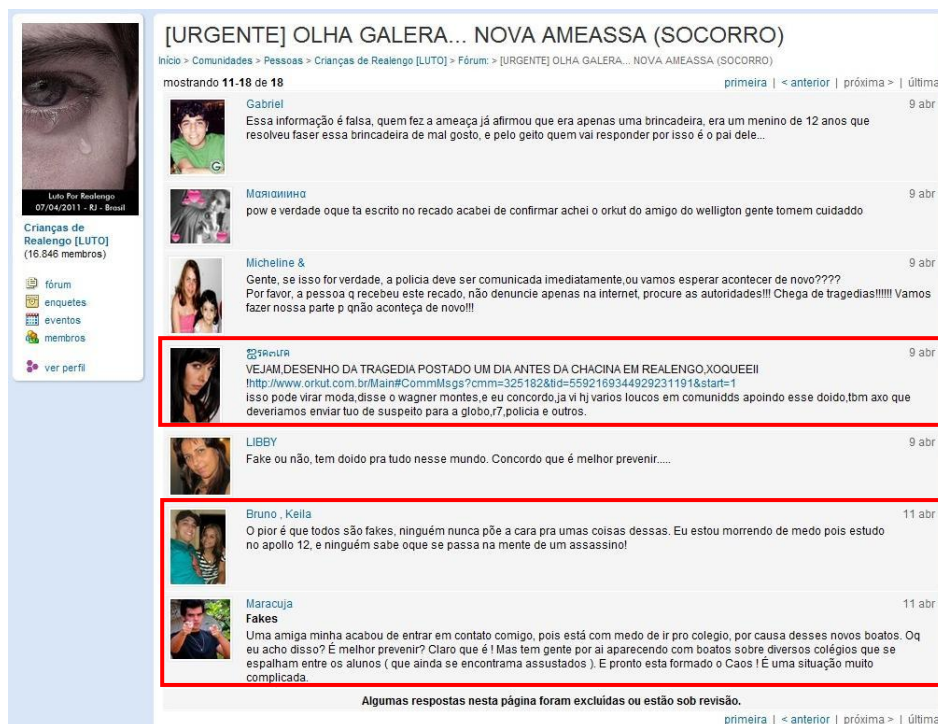 [URGENTE] OLHA GALERA... NOVA AMEASSA (SOCORRO)
Início > Comunidades > Pessoas > Crianças de Realengo [LUTO] > Fórum: > [URGENTE] OLHA GALERA... NOVA AMEASSA (SOCORRO)
mostrando 11-18 de 18
primeira | < anterior | próxima > | última
Luto Por Realengo
07/04/2011 - RJ - Brasil
Crianças de
Realengo [LUTO]
(16.846 membros)
fórum
enquetes
eventos
membros
ver perfil
Gabriel
9 abr
Essa informação é falsa, quem fez a ameaça já afirmou que era apenas uma brincadeira, era um menino de 12 anos que
resolveu faser essa brincadeira de mal gosto, e pelo geito quem vai responder por isso é o pai dele...
9 abr
pow e verdade oque ta escrito no recado acabei de confirmar achei o orkut do amigo do welligton gente tomem cuidaddo
Micheline &
9 abr
Gente, se isso for verdade, a policia deve ser comunicada imediatamente,ou vamos esperar acontecer de novo????
Por favor, a pessoa q recebeu este recado, não denuncie apenas na internet, procure as autoridades!!! Chega de tragedias!!!!!! Vamos
fazer nossa parte p qnão aconteça de novo!!!
9 abr
VEJAM,DESENHO DA TRAGEDIA POSTADO UM DIA ANTES DA CHACINA EM REALENGO,XOQUEEII
!http://www.orkut.com.br/Main#CommMsgs?cmm=325182&tid=5592169344929231191&start=1
isso pode virar moda,disse o wagner montes,e eu concordo,ja vi hj varios loucos em comunidds apoindo esse doido,tbm axo que
deveriamos enviar tuo de suspeito para a globo,r7,policia e outros.
LIBBY
9 abr
Fake ou não, tem doido pra tudo nesse mundo. Concordo que é melhor prevenir.....
Bruno , Keila
11 abr
O pior é que todos são fakes, ninguém nunca põe a cara pra umas coisas dessas. Eu estou morrendo de medo pois estudo
no apollo 12, e ninguém sabe oque se passa na mente de um assassino!
Maracuja
11 abr
Fakes
Uma amiga minha acabou de entrar em contato comigo, pois está com medo de ir pro colegio, por causa desses novos boatos. Oq
eu acho disso? É melhor prevenir? Claro que é ! Mas tem gente por ai aparecendo com boatos sobre diversos colégios que se
espalham entre os alunos ( que ainda se encontrama assustados ). E pronto esta formado o Caos ! É uma situação muito
complicada.
Algumas respostas nesta página foram excluídas ou estão sob revisão.
primeira | < anterior | próxima > | última